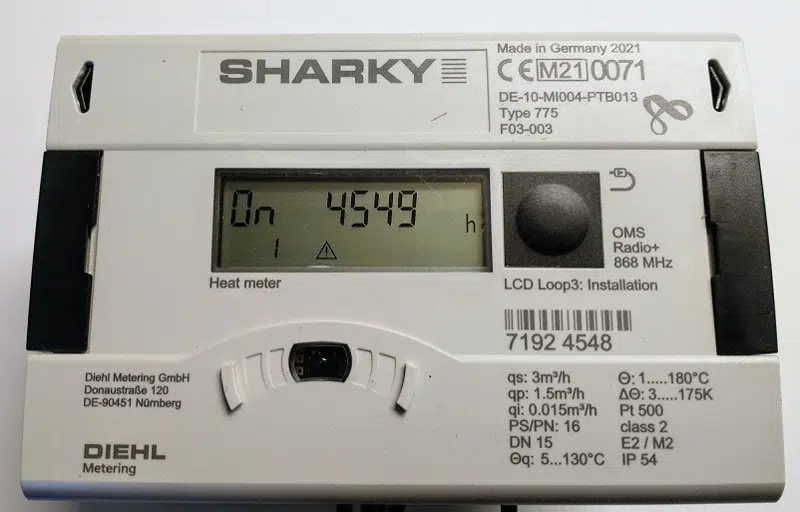 SHARKY
Made in Germany 2021
CE M21 0071
DE-10-MI004-PTB013
Type 775
F03-003
On 4549 h
1
OMS
Radio+
868 MHz
Heat meter
LCD Loop3: Installation
7192 4548
Diehl Metering GmbH
Donaustraße 120
DE-90451 Nürnberg
DIEHL
Metering
qs: 3m³/h
qp: 1.5m³/h
qi: 0.015m³/h
PS/PN: 16
DN 15
Θq: 5...130°C
Θ: 1.....180°C
ΔΘ: 3.....175K
Pt 500
class 2
E2 / M2
IP 54